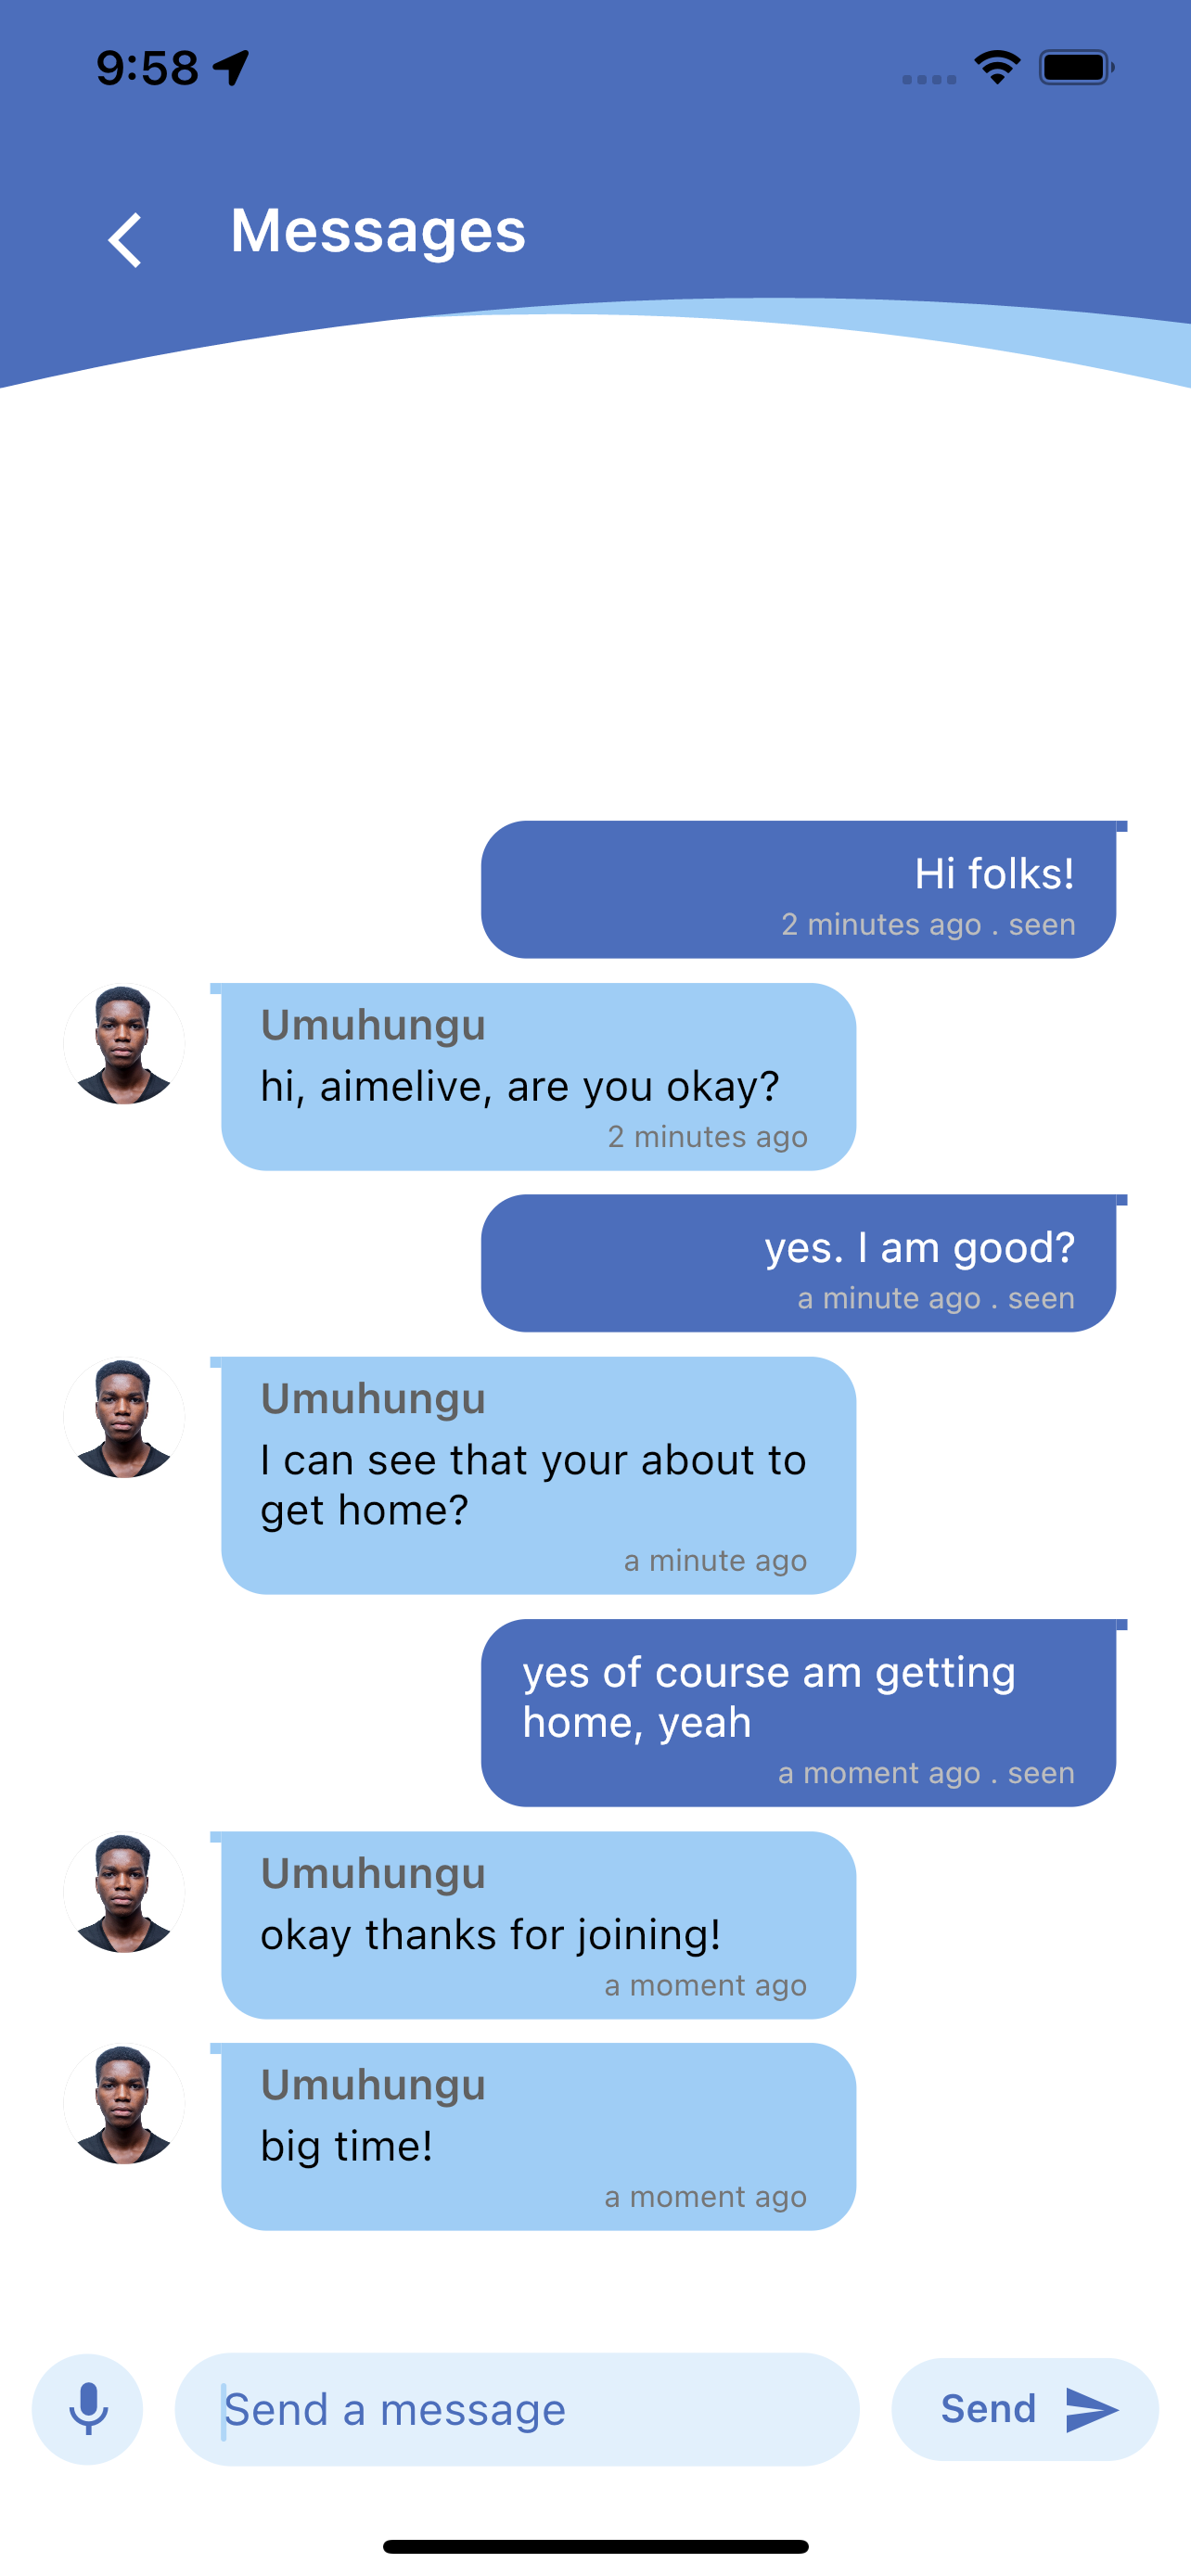 9:58
Messages
Hi folks!
2 minutes ago . seen
Umuhungu
hi, aimelive, are you okay?
2 minutes ago
yes. I am good?
a minute ago . seen
Umuhungu
I can see that your about to
get home?
a minute ago
yes of course am getting
home, yeah
a moment ago . seen
Umuhungu
okay thanks for joining!
a moment ago
Umuhungu
big time!
a moment ago
Send a message
Send